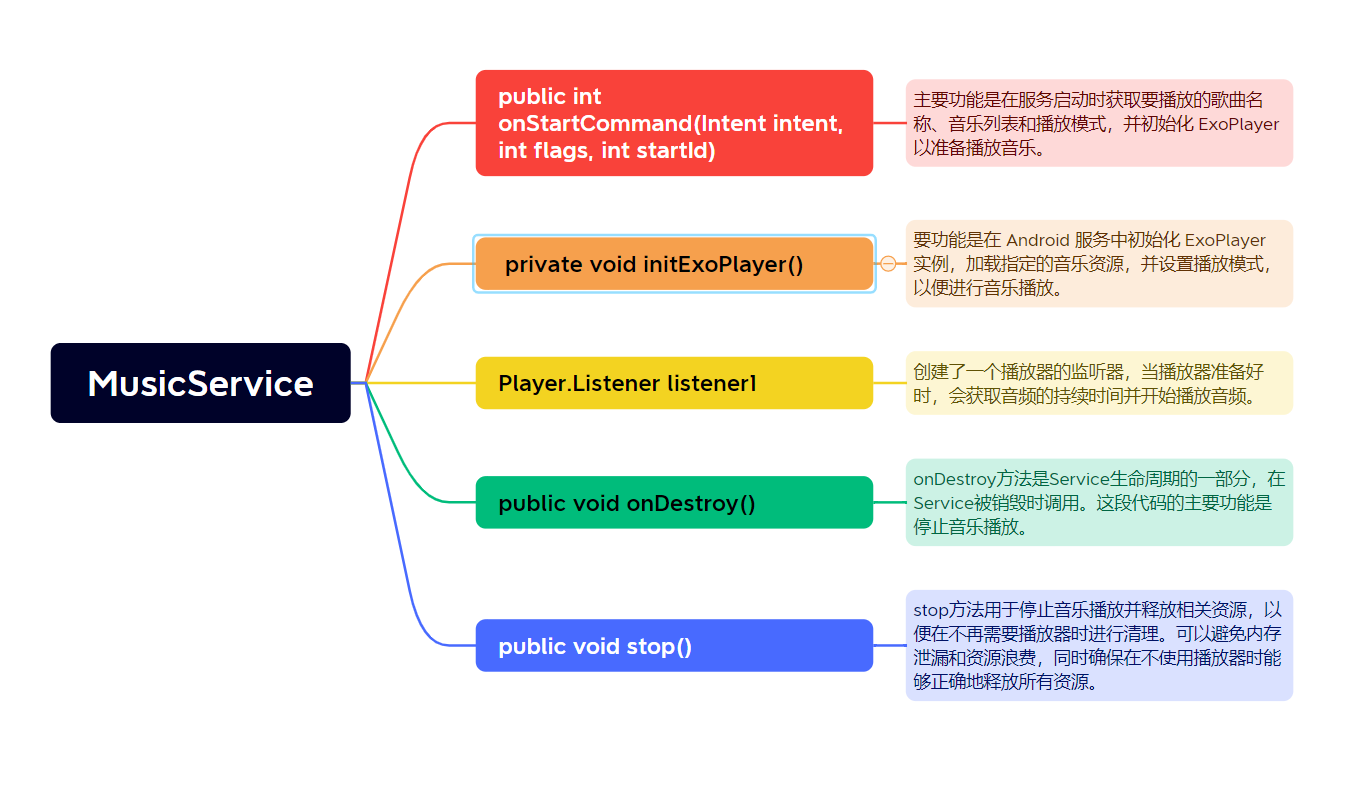 MusicService
public int
onStartCommand(Intent intent,
int flags, int startId)
主要功能是在服务启动时获取要播放的歌曲名
称、音乐列表和播放模式，并初始化 ExoPlayer
以准备播放音乐。
private void initExoPlayer()
要功能是在 Android 服务中初始化 ExoPlayer
实例，加载指定的音乐资源，并设置播放模式，
以便进行音乐播放。
Player.Listener listener1
创建了一个播放器的监听器，当播放器准备好
时，会获取音频的持续时间并开始播放音频。
public void onDestroy()
onDestroy方法是Service生命周期的一部分，在
Service被销毁时调用。这段代码的主要功能是
停止音乐播放。
public void stop()
stop方法用于停止音乐播放并释放相关资源，以
便在不再需要播放器时进行清理。可以避免内存
泄漏和资源浪费，同时确保在不使用播放器时能
够正确地释放所有资源。